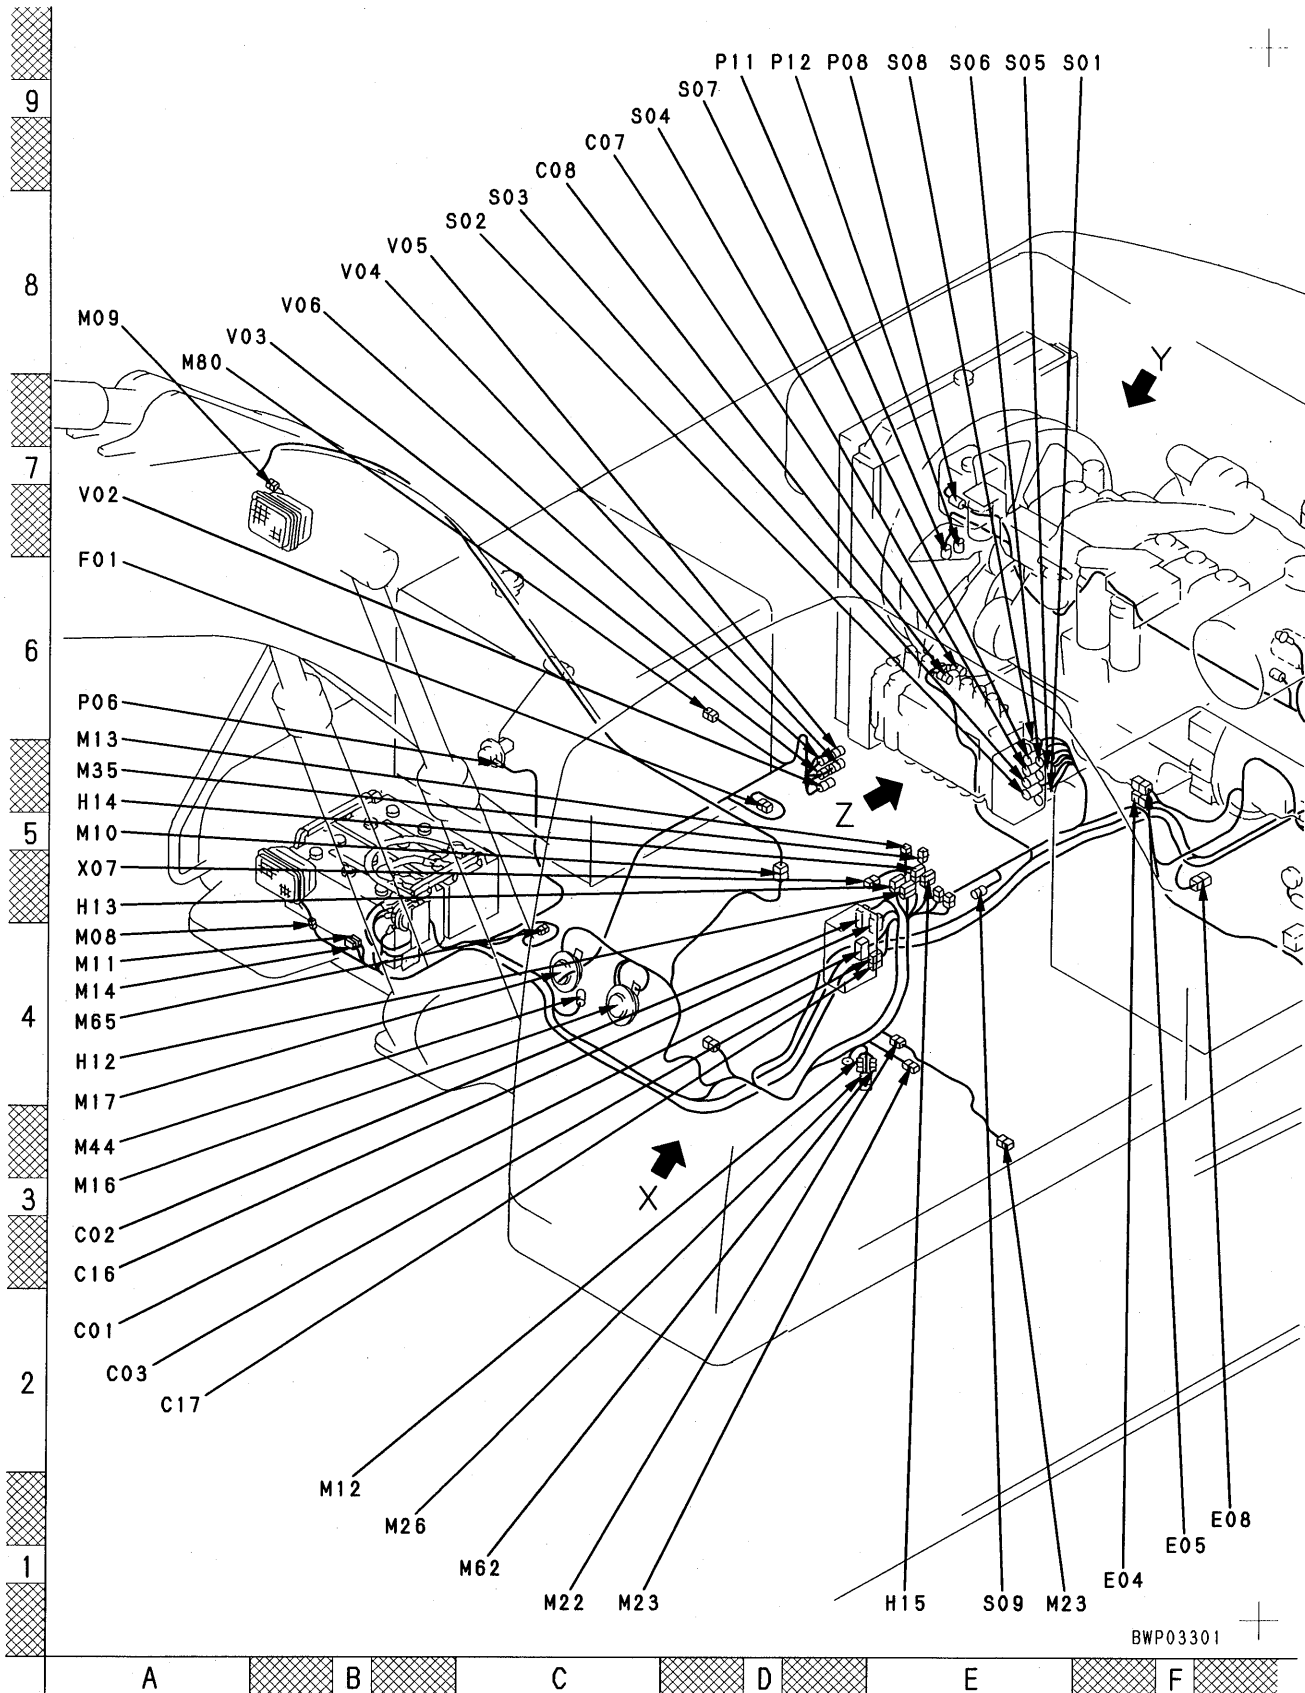 P11 P12 P08 S08 S06 S05 S01
S07
9
S04
C07
C08
S03
S02
V05
V04
8
V06
M09
V03
M80
Y
7
V02
F01
6
P06
M13
M35
H14
Z
M10
5
X07
H13
M08
M11
M14
M65
4
H12
M17
M44
M16
X
3
C02
C16
C01
C03
2
C17
M12
M26
E08
E05
M62
1
E04
M22 M23 H15 S09 M23
BWP03301
A B C D E F